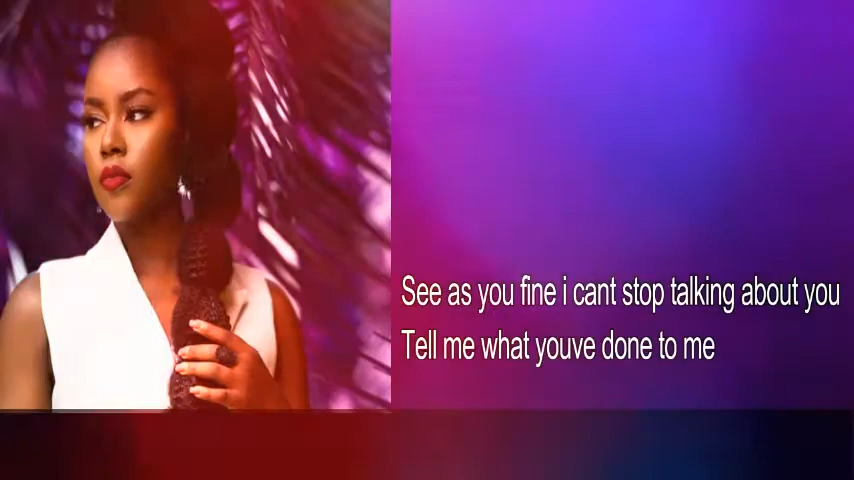 See as you fine i cant stop talking about you
Tell me what youve done to me